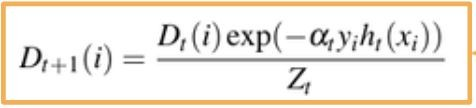 D_{t+1}(i) = \frac{D_t(i) \exp(-\alpha_t y_i h_t(x_i))}{Z_t}